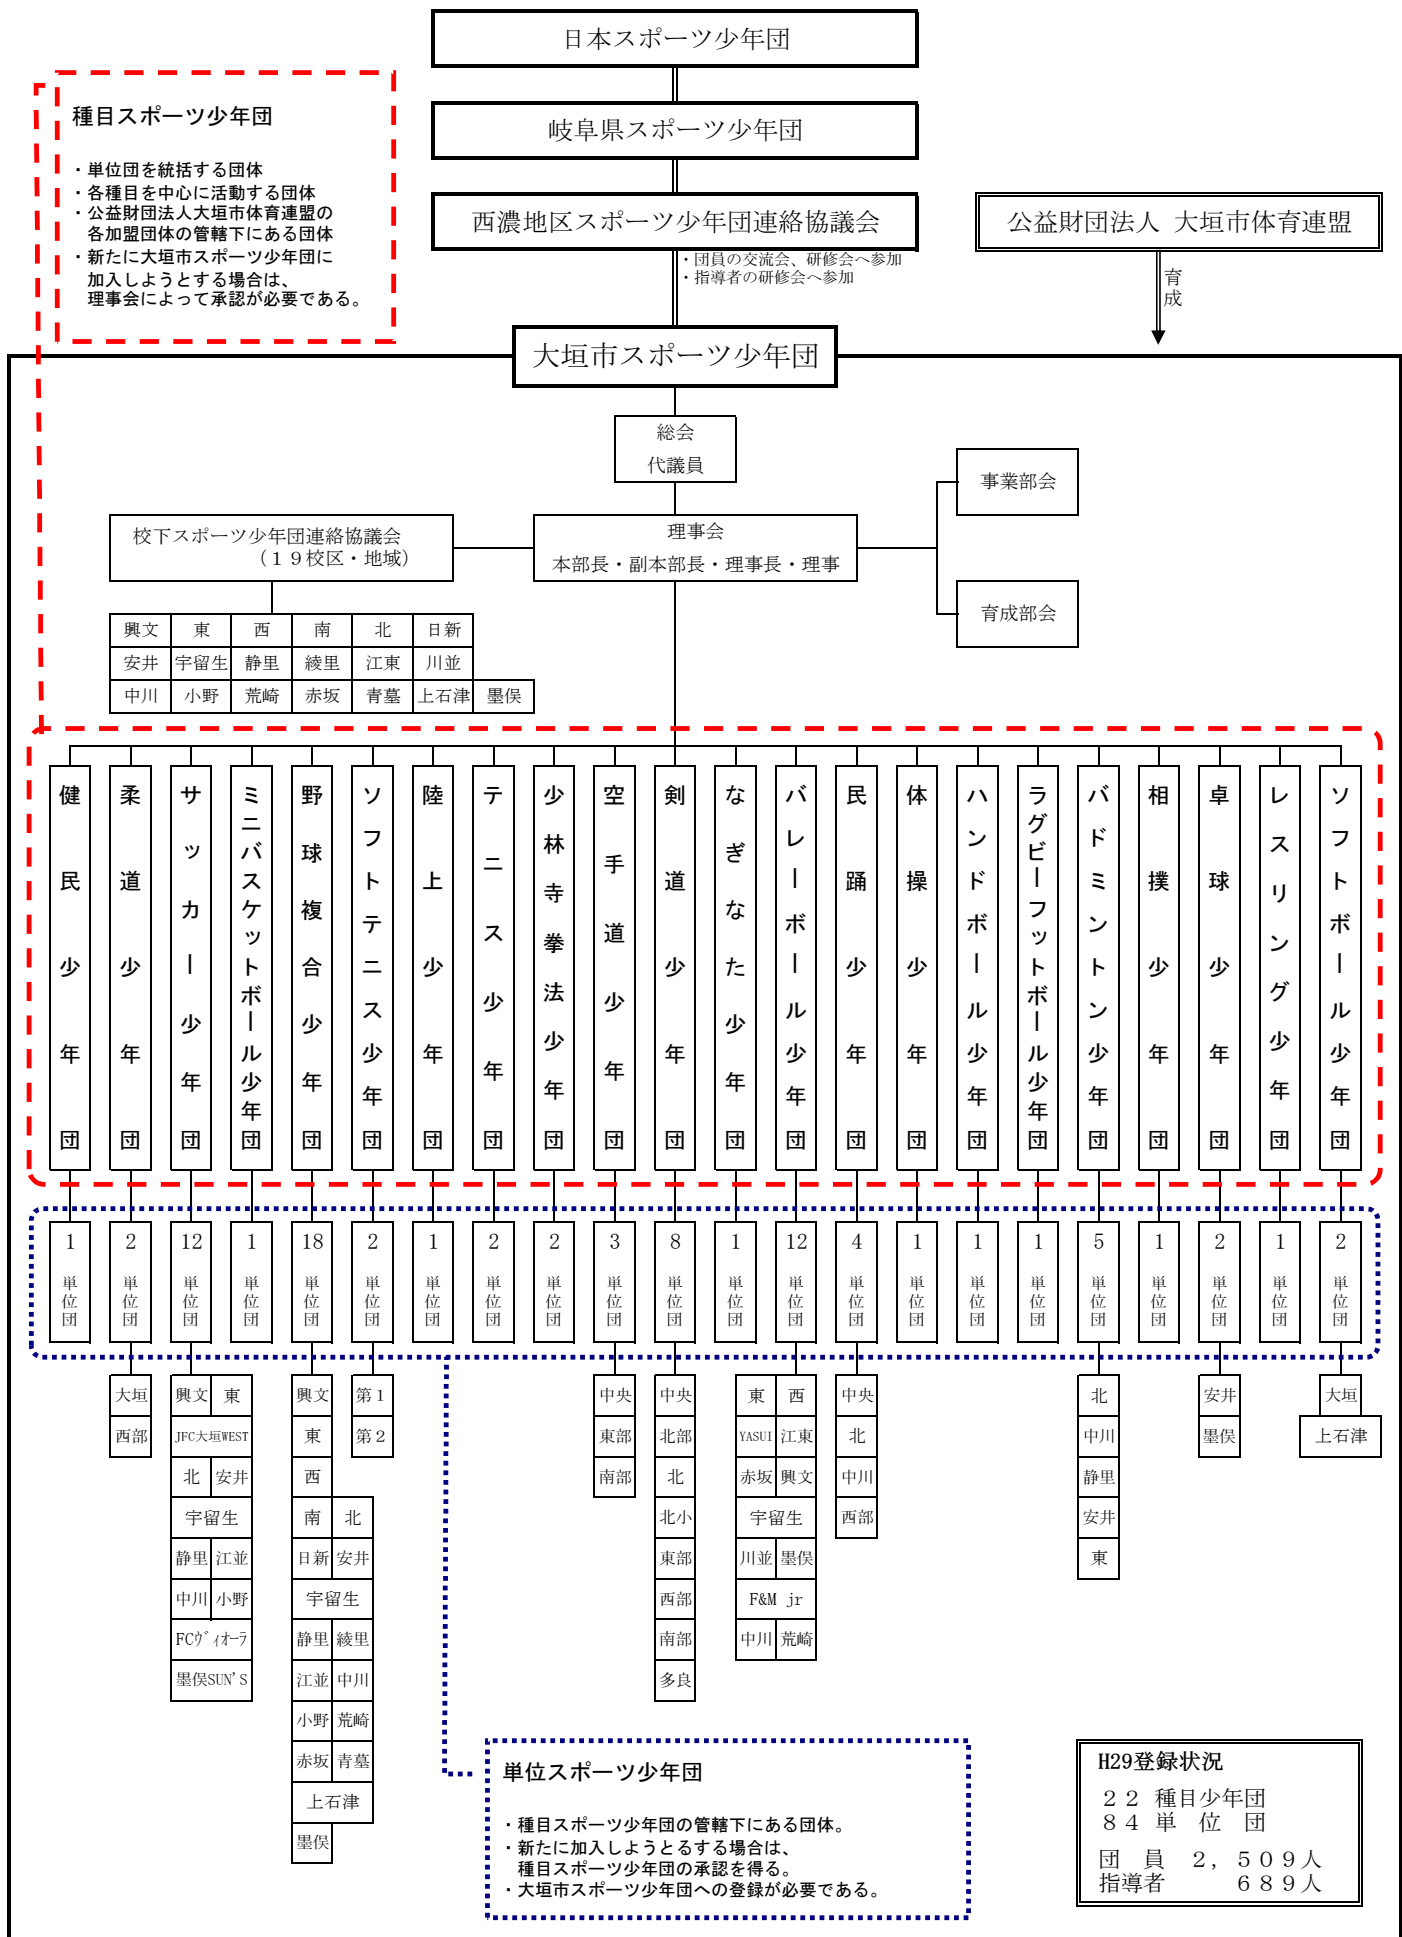 日本スポーツ少年団
岐阜県スポーツ少年団
西濃地区スポーツ少年団連絡協議会
・団員の交流会、研修会へ参加
・指導者の研修会へ参加
公益財団法人 大垣市体育連盟
育成
種目スポーツ少年団
・単位団を統括する団体
・各種目を中心に活動する団体
・公益財団法人大垣市体育連盟の
各加盟団体の管轄下にある団体
・新たに大垣市スポーツ少年団に
加入しようとする場合は、
理事会によって承認が必要である。
大垣市スポーツ少年団
総会
代議員
理事会
本部長・副本部長・理事長・理事
事業部会
育成部会
校下スポーツ少年団連絡協議会
（１９校区・地域）
興文 東 西 南 北 日新
安井 宇留生 静里 綾里 江東 川並
中川 小野 荒崎 赤坂 青墓 上石津 墨俣
健民少年団
柔道少年団
サッカー少年団
ミニバスケットボール少年団
野球複合少年団
ソフトテニス少年団
陸上少年団
テニス少年団
少林寺拳法少年団
空手道少年団
剣道少年団
なぎなた少年団
バレーボール少年団
民踊少年団
体操少年団
ハンドボール少年団
ラグビーフットボール少年団
バドミントン少年団
相撲少年団
卓球少年団
レスリング少年団
ソフトボール少年団
1単位団
2単位団
12単位団
1単位団
18単位団
2単位団
1単位団
2単位団
2単位団
3単位団
8単位団
1単位団
12単位団
4単位団
1単位団
1単位団
1単位団
5単位団
1単位団
2単位団
1単位団
2単位団
大垣
西部
興文 東
JFC大垣WEST
北 安井
宇留生
静里 江並
中川 小野
FCヴィオーラ
墨俣SUN'S
興文
東
西
南 北
日新 安井
宇留生
静里 綾里
江並 中川
小野 荒崎
赤坂 青墓
上石津
墨俣
第１
第２
中央
東部
南部
中央
北部
北
北小
東部
西部
南部
多良
東 西
YASUI 江東
赤坂 興文
宇留生
川並 墨俣
F&M jr
中川 荒崎
中央
北
中川
西部
北
中川
静里
安井
東
安井
墨俣
大垣
上石津
単位スポーツ少年団
・種目スポーツ少年団の管轄下にある団体。
・新たに加入しようとるする場合は、
種目スポーツ少年団の承認を得る。
・大垣市スポーツ少年団への登録が必要である。
H29登録状況
２２ 種目少年団
８４ 単 位 団
団 員 ２，５０９人
指導者 ６８９人